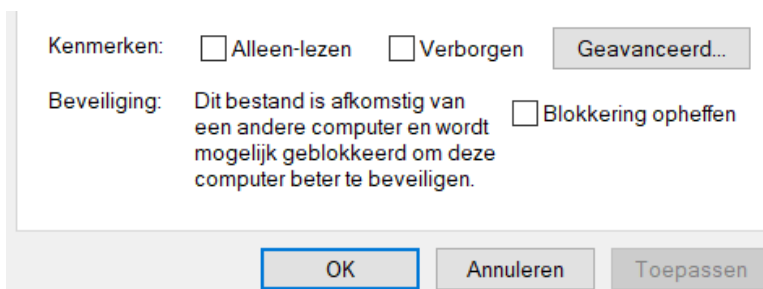 Kenmerken: Alleen-lezen Verborgen Geavanceerd...
Beveiliging: Dit bestand is afkomstig van
een andere computer en wordt
mogelijk geblokkeerd om deze
computer beter te beveiligen.
Blokkering opheffen
OK Annuleren Toepassen